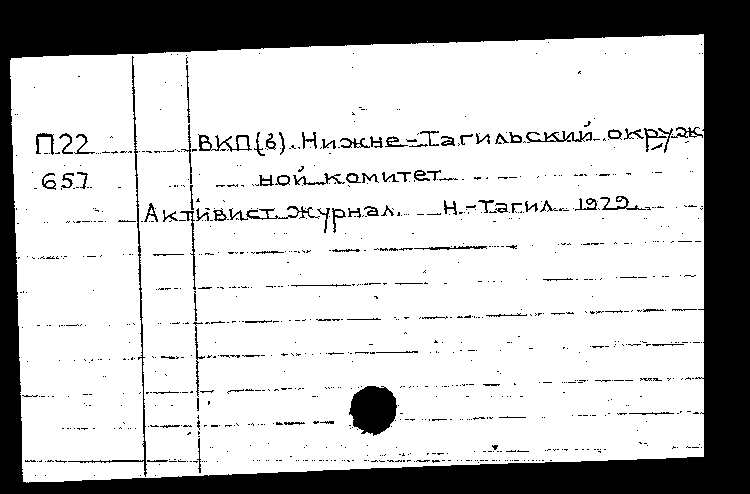 П22 ВКП(б). Нижне-Тагильский окруж-
657 ной комитет
Активист. Журнал. Н.-Тагил. 1929.